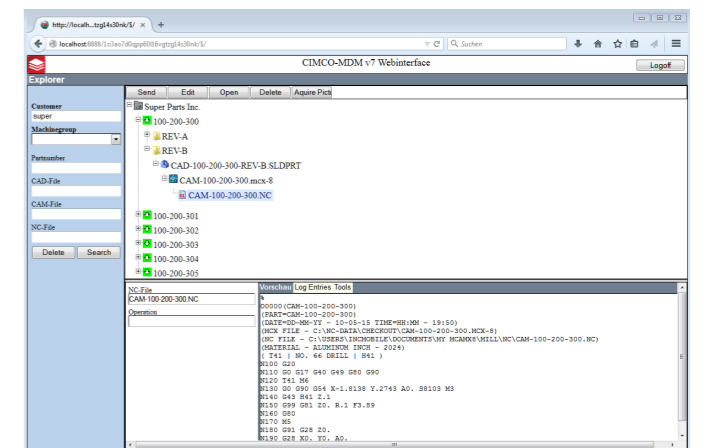 http://localh...tzg14s30nk/$/
localhost:8888/1o3ao7d0qpp60l16vgtzg14s30nk/$/
Suchen
CIMCO-MDM v7 Webinterface
Logoff
Explorer
Send Edit Open Delete Aquire Pict
Customer
super
Machinegroup
Partnumber
CAD-File
CAM-File
NC-File
Delete Search
Super Parts Inc.
100-200-300
REV-A
REV-B
CAD-100-200-300-REV-B.SLDPRT
CAM-100-200-300.mcx-8
CAM-100-200-300.NC
100-200-301
100-200-302
100-200-303
100-200-304
100-200-305
NC-File
CAM-100-200-300.NC
Operation
Vorschau Log Entries Tools
%
O0000(CAM-100-200-300)
(PART=CAM-100-200-300)
(DATE=DD-MM-YY - 10-05-15 TIME=HH:MM - 19:50)
(MCX FILE - C:\NC-DATA\CHECKOUT\CAM-100-200-300.MCX-8)
(NC FILE - C:\USERS\INCMOBILE\DOCUMENTS\MY MCAMX8\MILL\NC\CAM-100-200-300.NC)
(MATERIAL - ALUMINUM INCH - 2024)
( T41 | NO. 66 DRILL | H41 )
N100 G20
N110 G0 G17 G40 G49 G80 G90
N120 T41 M6
N130 G0 G90 G54 X-1.8138 Y.2743 A0. S8103 M3
N140 G43 H41 Z.1
N150 G99 G81 Z0. R.1 F3.89
N160 G80
N170 M5
N180 G91 G28 Z0.
N190 G28 X0. Y0. A0.